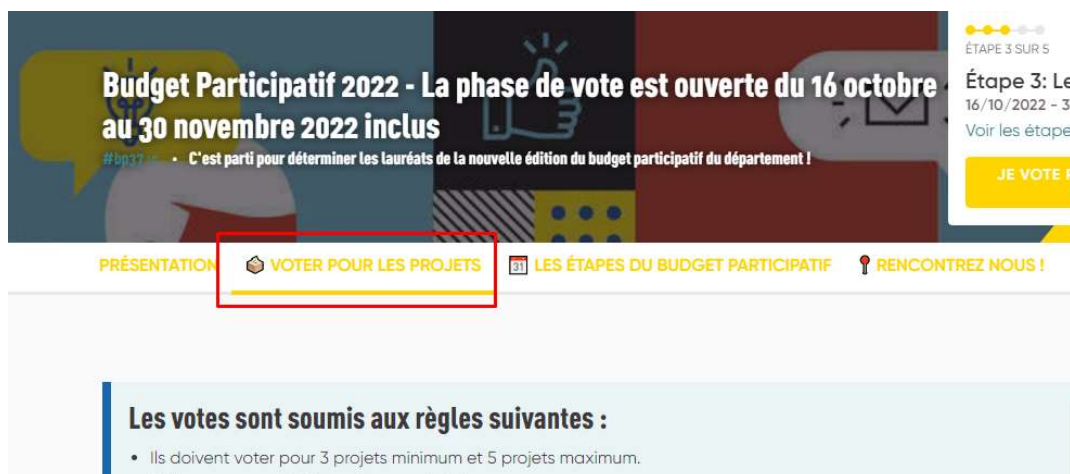 Budget Participatif 2022 - La phase de vote est ouverte du 16 octobre
au 30 novembre 2022 inclus
• C'est parti pour déterminer les lauréats de la nouvelle édition du budget participatif du département !
ÉTAPE 3 SUR 5
Étape 3: Le
16/10/2022 - 3
Voir les étape
JE VOTE
PRÉSENTATION VOTER POUR LES PROJETS 31 LES ÉTAPES DU BUDGET PARTICIPATIF RENCONTREZ NOUS !
Les votes sont soumis aux règles suivantes :
• Ils doivent voter pour 3 projets minimum et 5 projets maximum.